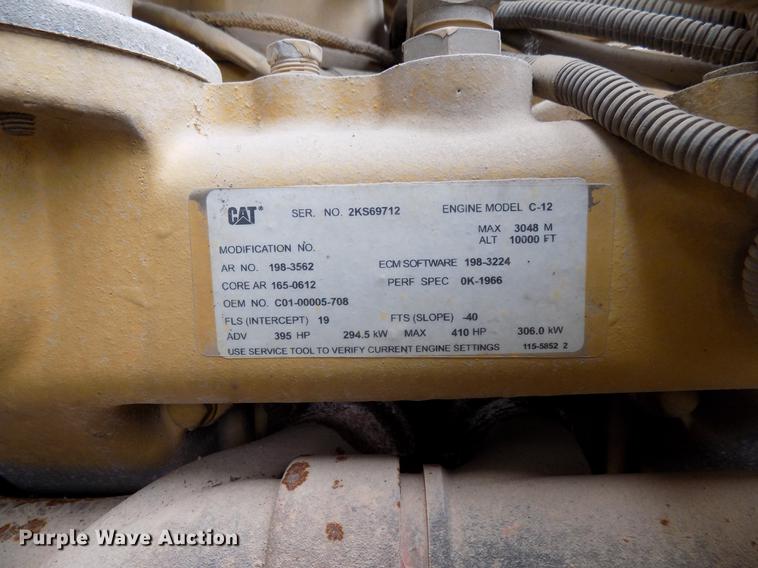 CAT® SER. NO. 2KS69712 ENGINE MODEL C-12
MAX 3048 M
ALT 10000 FT
MODIFICATION NO.
AR NO. 198-3562 ECM SOFTWARE 198-3224
CORE AR 165-0612 PERF SPEC 0K-1966
OEM NO. C01-00005-708
FLS (INTERCEPT) 19 FTS (SLOPE) -40
ADV 395 HP 294.5 kW MAX 410 HP 306.0 kW
USE SERVICE TOOL TO VERIFY CURRENT ENGINE SETTINGS 115-5852 2
Purple Wave Auction